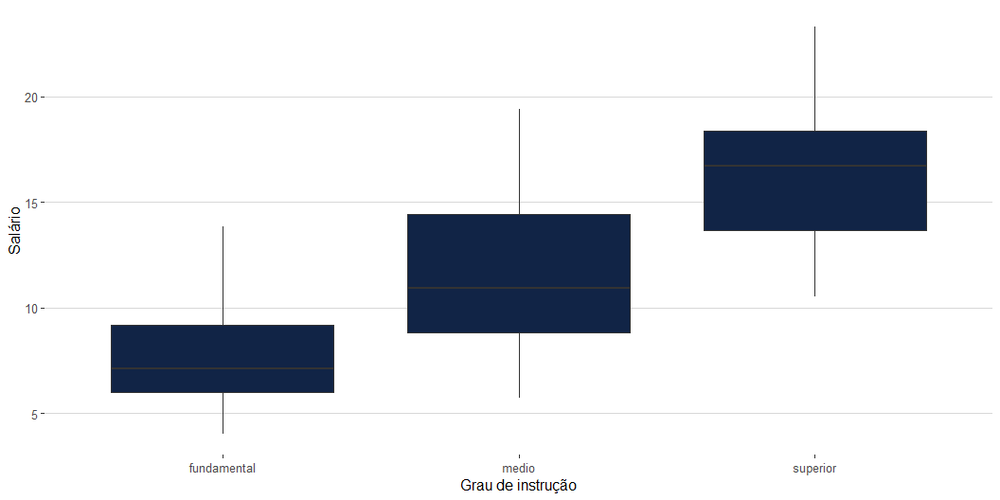 Salário
20
15
10
5
fundamental
medio
superior
Grau de instrução